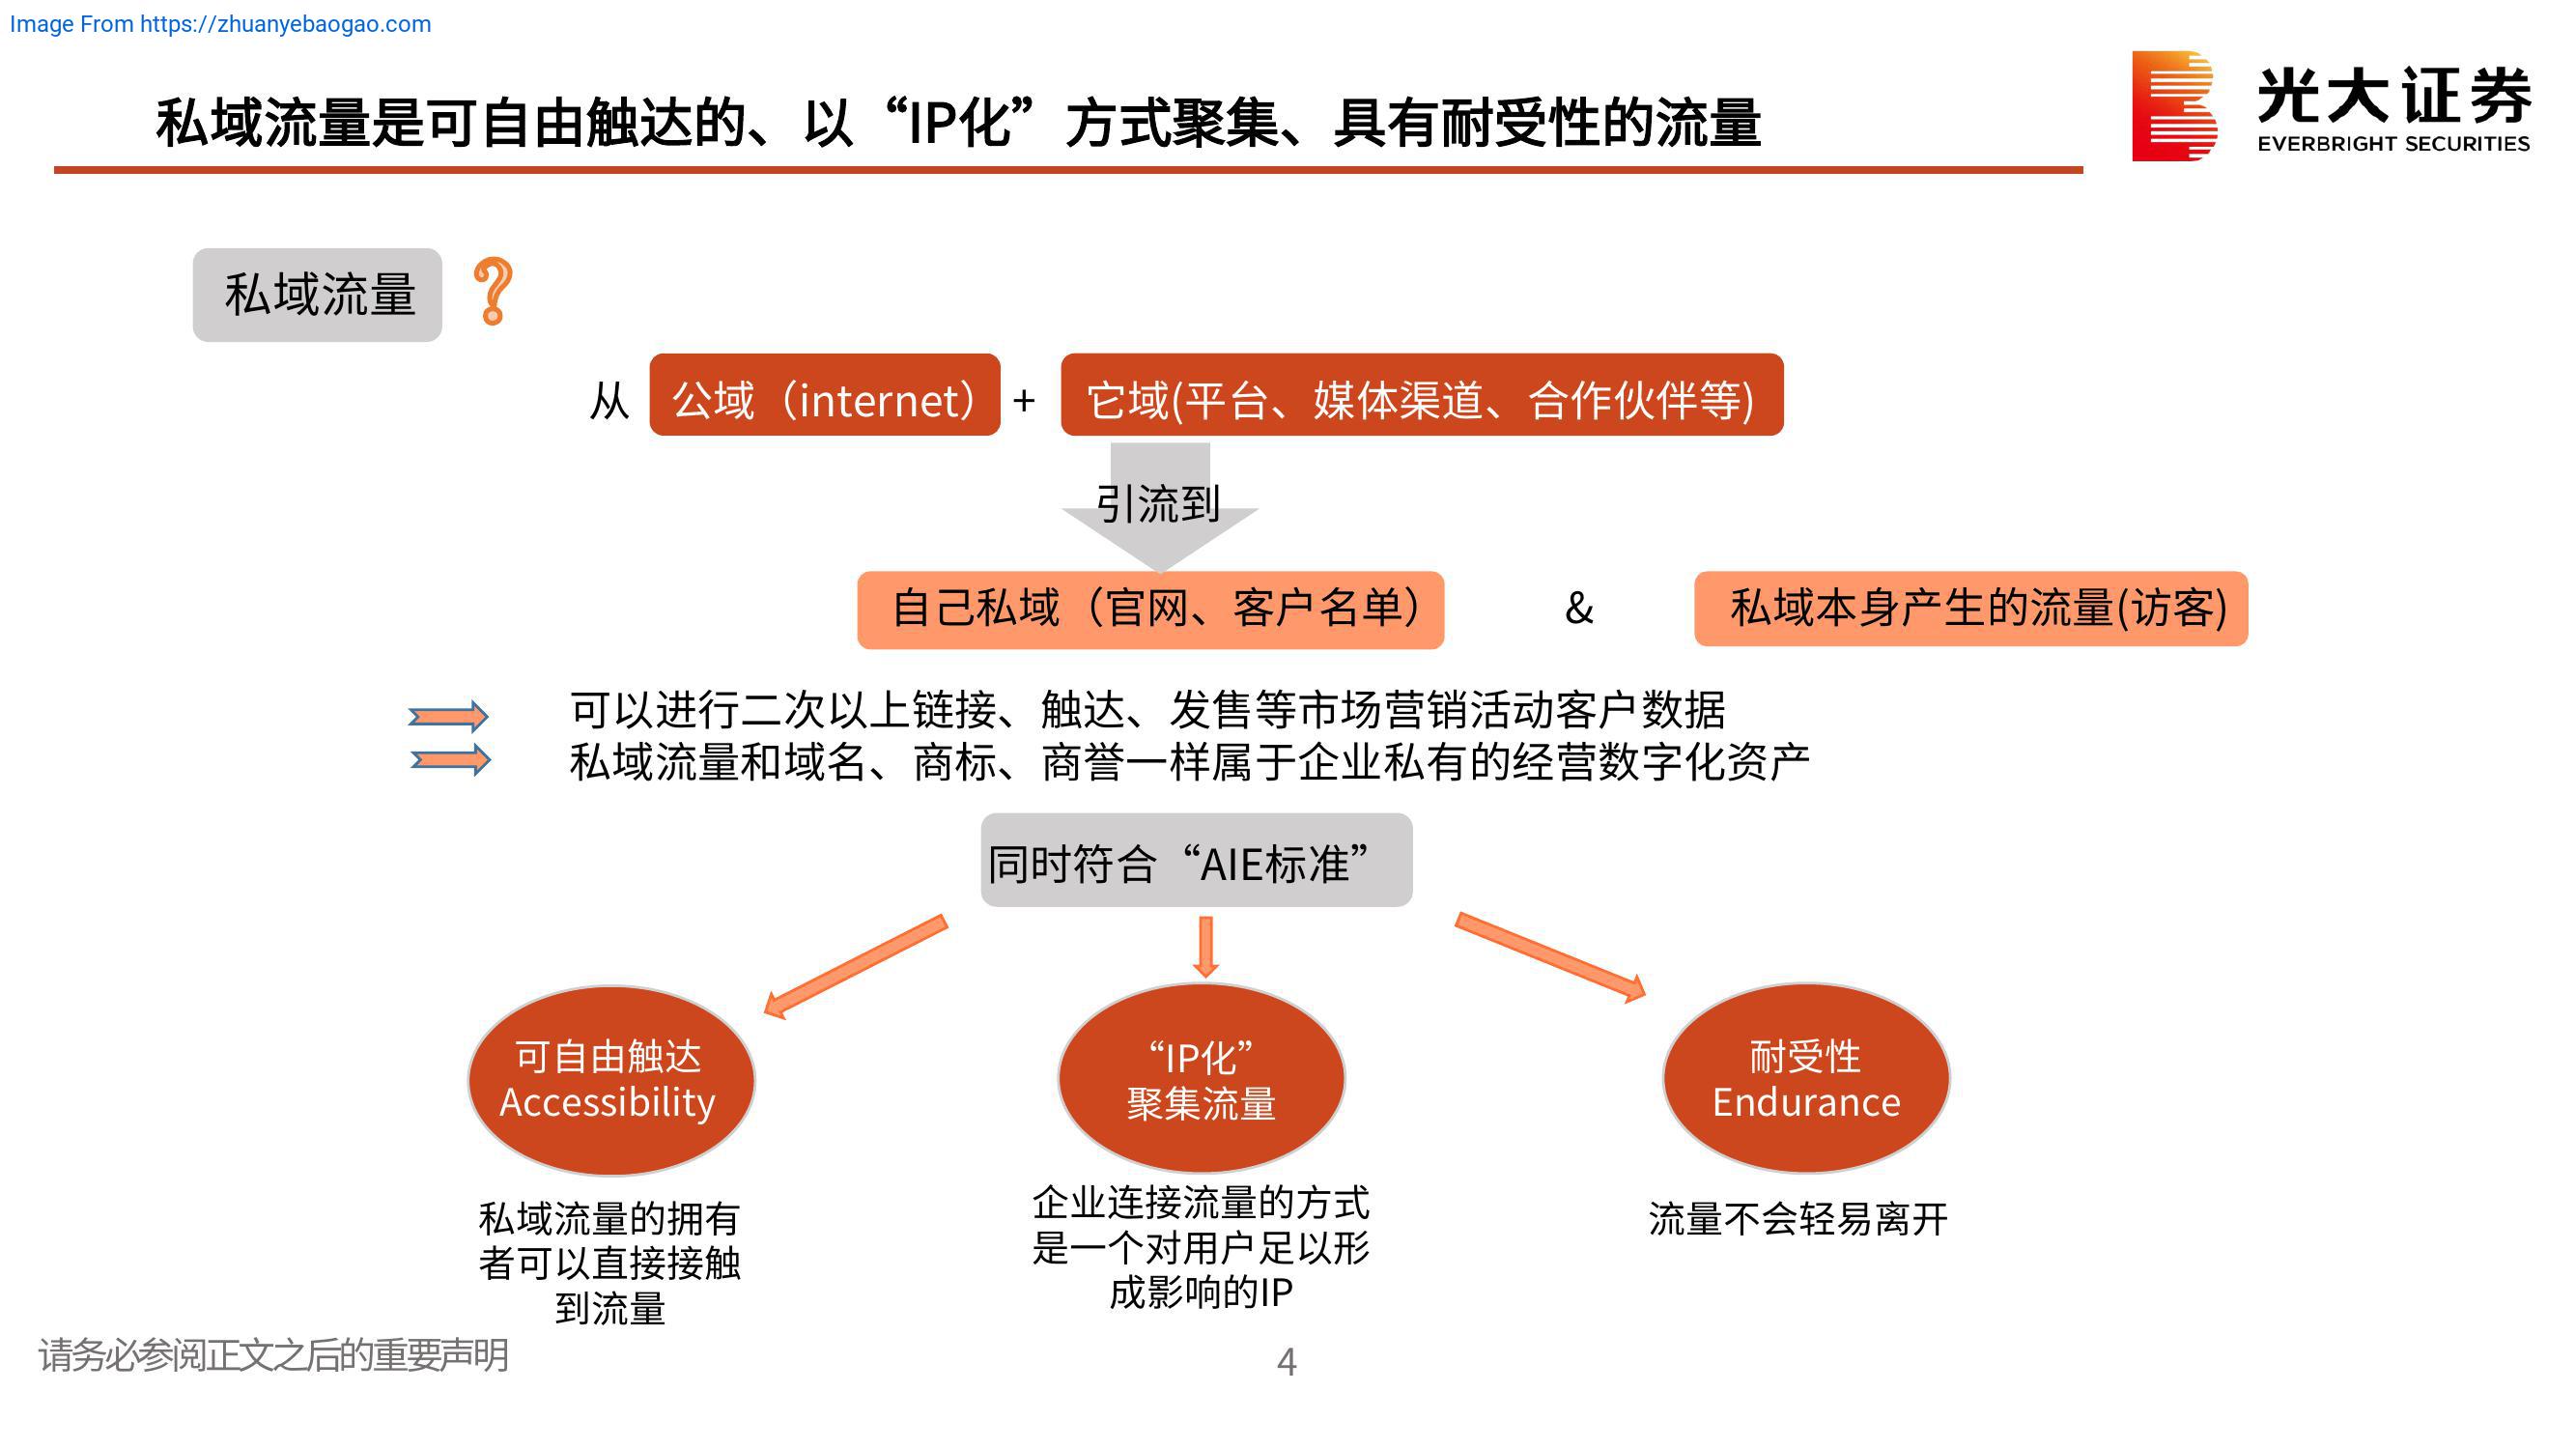 Image From https://zhuanyebaogao.com
光大证券
EVERBRIGHT SECURITIES
私域流量是可自由触达的、以“IP化”方式聚集、具有耐受性的流量
私域流量 ?
从 公域（internet） + 它域(平台、媒体渠道、合作伙伴等)
引流到
自己私域（官网、客户名单） & 私域本身产生的流量(访客)
可以进行二次以上链接、触达、发售等市场营销活动客户数据
私域流量和域名、商标、商誉一样属于企业私有的经营数字化资产
同时符合“AIE标准”
可自由触达
Accessibility
私域流量的拥有
者可以直接接触
到流量
“IP化”
聚集流量
企业连接流量的方式
是一个对用户足以形
成影响的IP
耐受性
Endurance
流量不会轻易离开
请务必参阅正文之后的重要声明
4